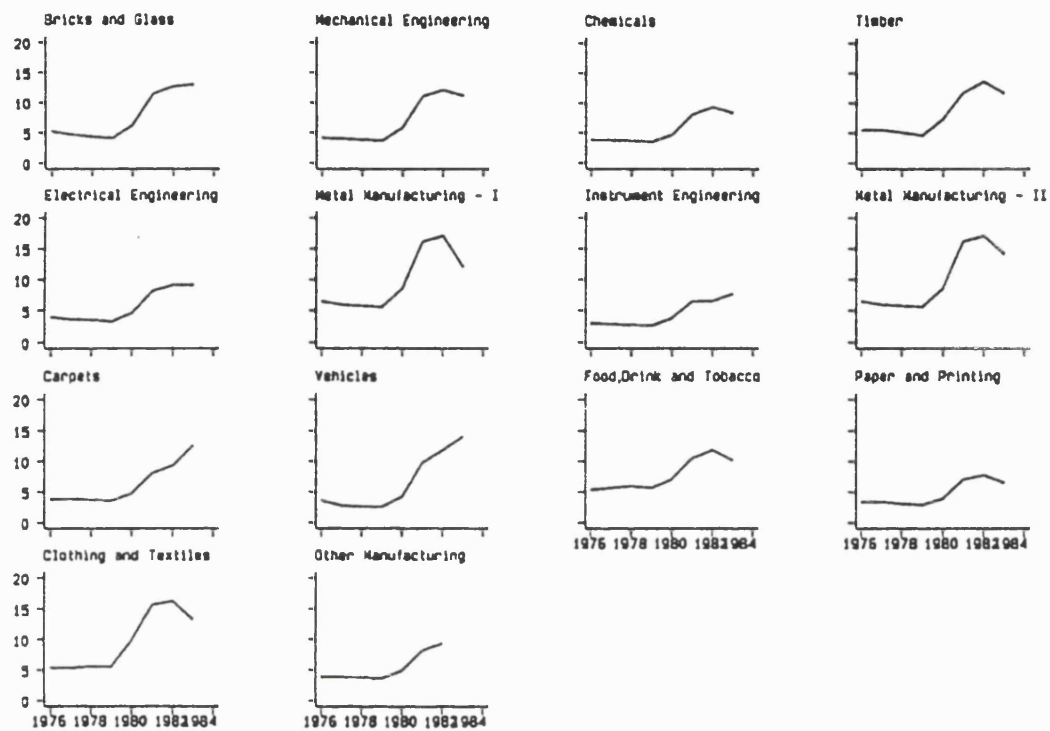 Bricks and Glass
Mechanical Engineering
Chemicals
Timber
20
15
10
5
0
Electrical Engineering
Metal Manufacturing - I
Instrument Engineering
Metal Manufacturing - II
20
15
10
5
0
Carpets
Vehicles
Food,Drink and Tobacco
Paper and Printing
20
15
10
5
0
1976 1978 1980 1982 1984
1976 1978 1980 1982 1984
Clothing and Textiles
Other Manufacturing
20
15
10
5
0
1976 1978 1980 1982 1984
1976 1978 1980 1982 1984